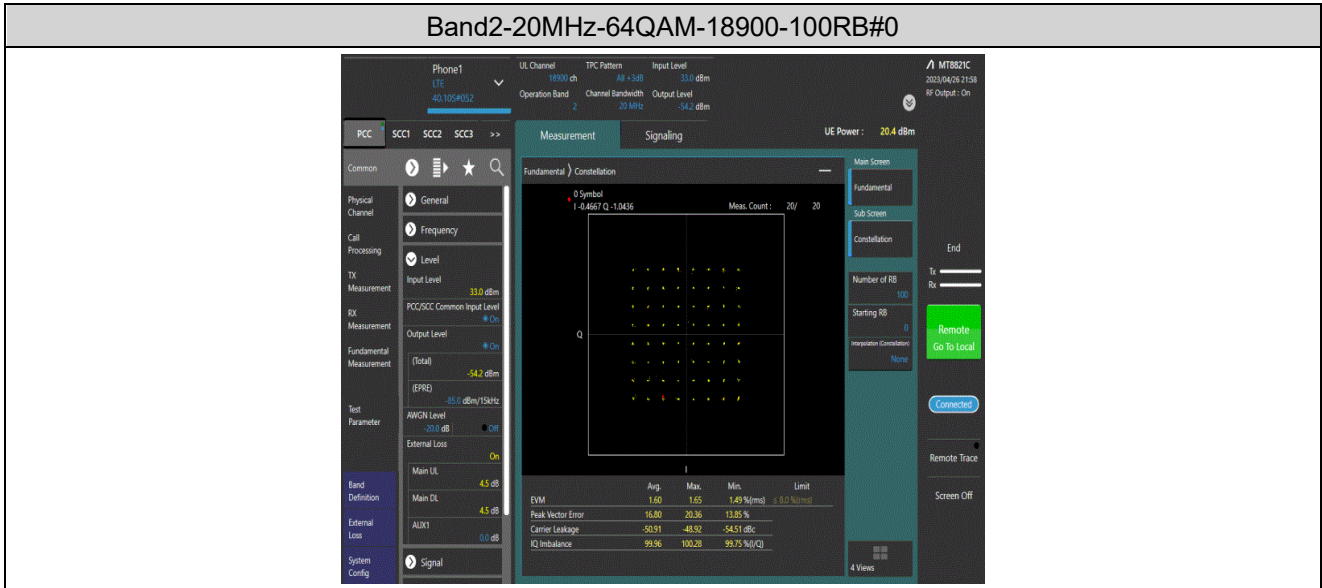 Band2-20MHz-64QAM-18900-100RB#0
Phone1
LTE
40.105#052
UL Channel TPC Pattern Input Level
18900 ch All +3dB 33.0 dBm
Operation Band Channel Bandwidth Output Level
2 20 MHz -54.2 dBm
MT8821C
2023/04/26 21:58
RF Output : On
PCC SCC1 SCC2 SCC3 >>
Measurement Signaling
UE Power : 20.4 dBm
Common
Physical Channel
Call Processing
TX Measurement
RX Measurement
Fundamental Measurement
Test Parameter
Band Definition
External Loss
System Config
General
Frequency
Level
Input Level
33.0 dBm
PCC/SCC Common Input Level
On
Output Level
On
(Total)
-54.2 dBm
(EPRE)
-85.0 dBm/15kHz
AWGN Level
-20.0 dB Off
External Loss
On
Main UL
4.5 dB
Main DL
4.5 dB
AUX1
0.0 dB
Signal
Fundamental Constellation
0 Symbol
I -0.4667 Q -1.0436
Meas. Count : 20/ 20
Q
I
Avg. Max. Min. Limit
EVM 1.60 1.65 1.49 %(rms) ≤ 8.0 %(rms)
Peak Vector Error 16.80 20.36 13.85 %
Carrier Leakage -50.91 -48.92 -54.51 dBc
IQ Imbalance 99.96 100.28 99.75 %(I/Q)
Main Screen
Fundamental
Sub Screen
Constellation
Number of RB
100
Starting RB
0
Interpolation (Constellation)
None
4 Views
End
Tx
Rx
Remote
Go To Local
Connected
Remote Trace
Screen Off